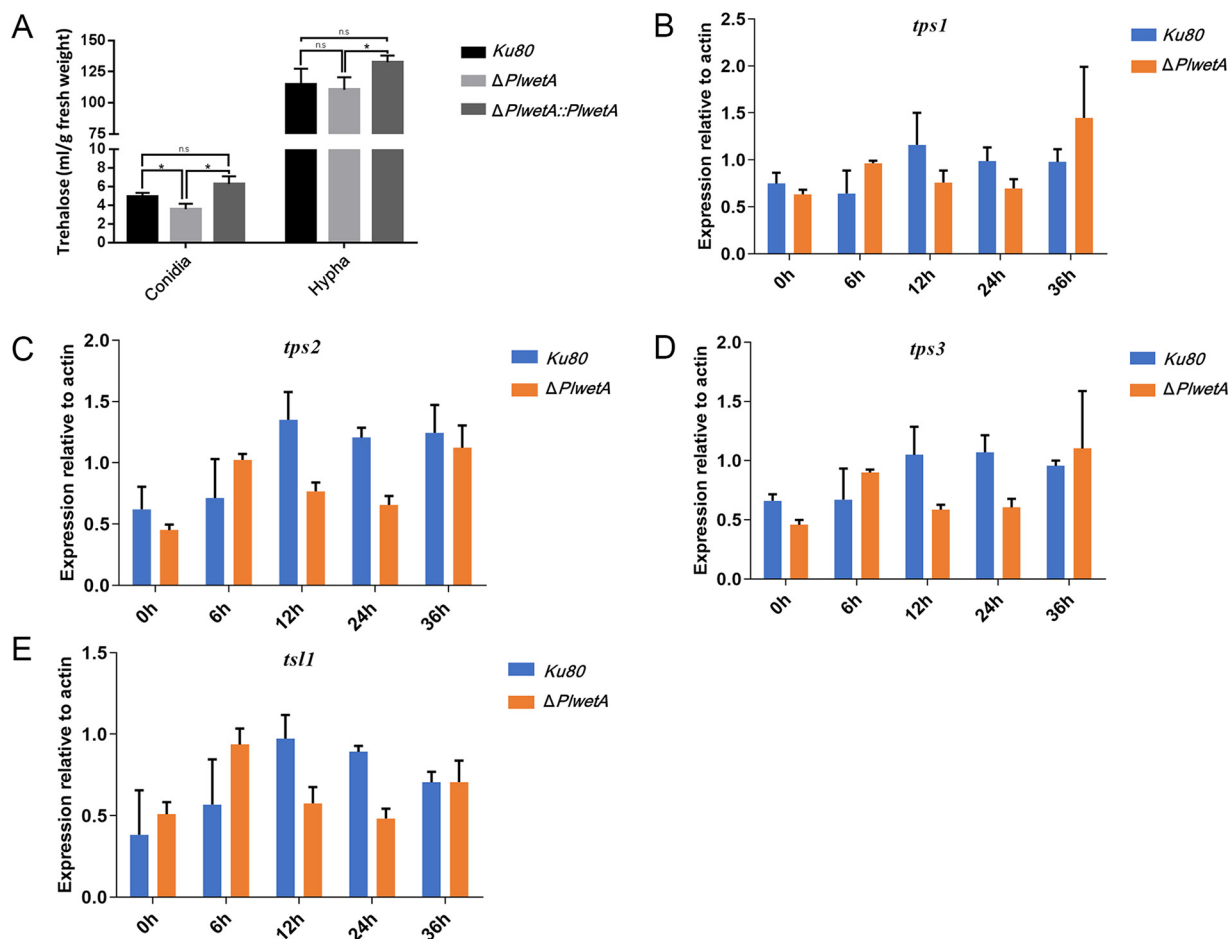 A
Trehalose (ml/g fresh weight)
150
125
100
75
10
8
6
4
2
0
n.s
*
*
n.s
n.s
*
Conidia
Hypha
Ku80
ΔPlwetA
ΔPlwetA::PlwetA
B
tps1
Expression relative to actin
2.5
2.0
1.5
1.0
0.5
0.0
0h
6h
12h
24h
36h
Ku80
ΔPlwetA
C
tps2
Expression relative to actin
2.0
1.5
1.0
0.5
0.0
0h
6h
12h
24h
36h
Ku80
ΔPlwetA
D
tps3
Expression relative to actin
2.0
1.5
1.0
0.5
0.0
0h
6h
12h
24h
36h
Ku80
ΔPlwetA
E
tsl1
Expression relative to actin
1.5
1.0
0.5
0.0
0h
6h
12h
24h
36h
Ku80
ΔPlwetA